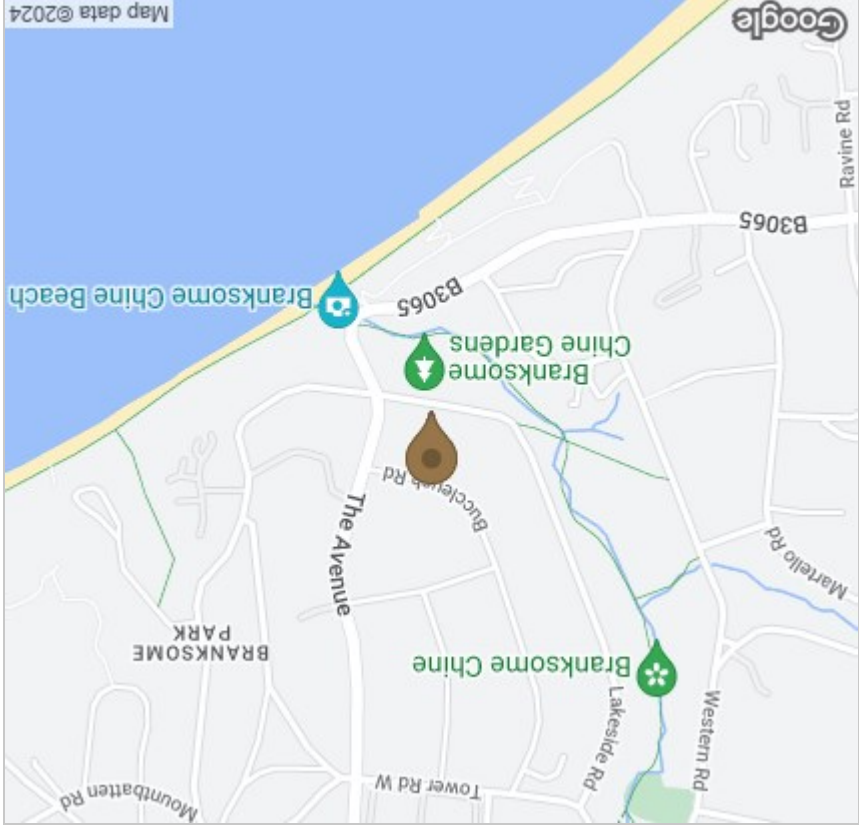 Mountbatten Rd
Tower Rd W
Lakeside Rd
Western Rd
Branksome Chine
BRANKSOME
PARK
The Avenue
Martello Rd
Buccleuch Rd
Branksome
Chine Gardens
B3065
Branksome Chine Beach
B3065
Ravine Rd
Google
Map data ©2024